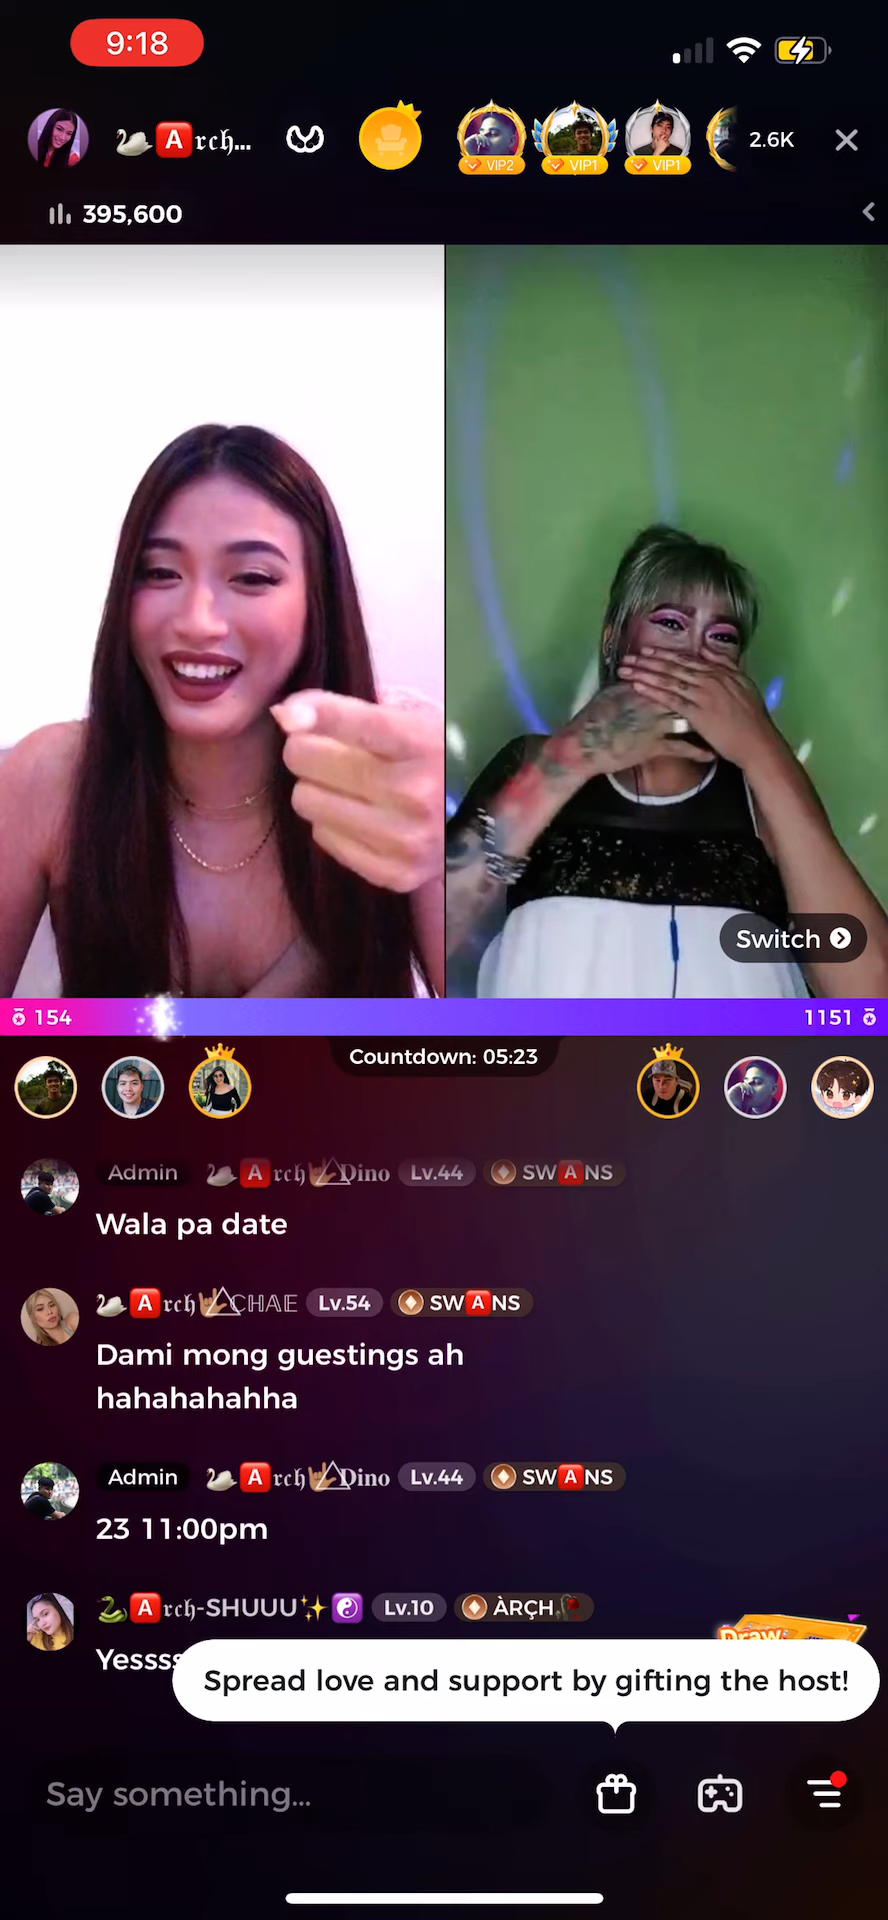 9:18
🦢🅰️𝔯𝔠𝔥...
VIP2
VIP1
VIP1
2.6K
395,600
Switch
154
1151
Countdown: 05:23
Admin 🦢🅰️𝔯𝔠𝔥🤟🏼𝐃𝐢𝐧𝐨 Lv.44 SW🅰️NS
Wala pa date
🦢🅰️𝔯𝔠𝔥🤟🏼ℂℍ𝔸𝔼 Lv.54 SW🅰️NS
Dami mong guestings ah
hahahahahha
Admin 🦢🅰️𝔯𝔠𝔥🤟🏼𝐃𝐢𝐧𝐨 Lv.44 SW🅰️NS
23 11:00pm
🐍🅰️𝔯𝔠𝔥-SHUUU✨☯️ Lv.10 ÀRÇH🥀
Draw
Yessss
Spread love and support by gifting the host!
Say something...